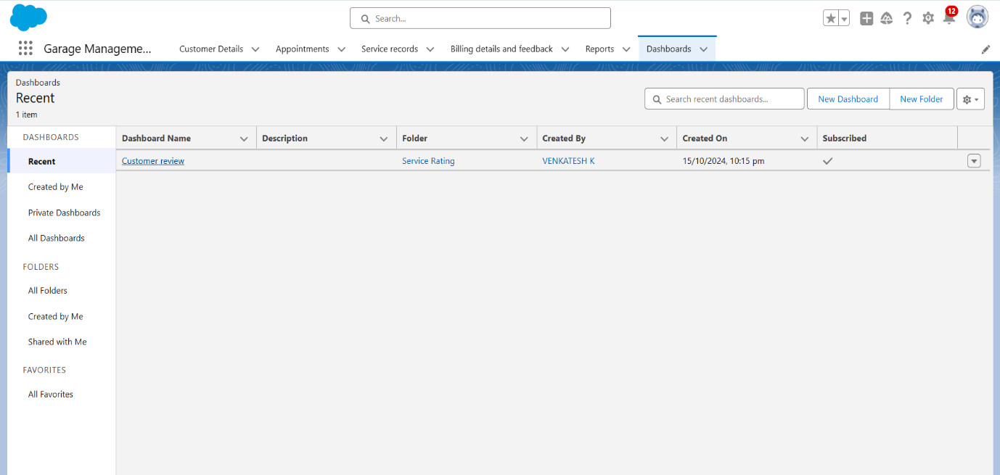 Search...
12
Garage Manageme...
Customer Details
Appointments
Service records
Billing details and feedback
Reports
Dashboards
Dashboards
Recent
1 item
Search recent dashboards...
New Dashboard
New Folder
DASHBOARDS
Dashboard Name
Description
Folder
Created By
Created On
Subscribed
Recent
Customer review
Service Rating
VENKATESH K
15/10/2024, 10:15 pm
Created by Me
Private Dashboards
All Dashboards
FOLDERS
All Folders
Created by Me
Shared with Me
FAVORITES
All Favorites